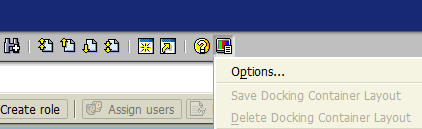 Options...
Save Docking Container Layout
Create role
Assign users
Delete Docking Container Layout